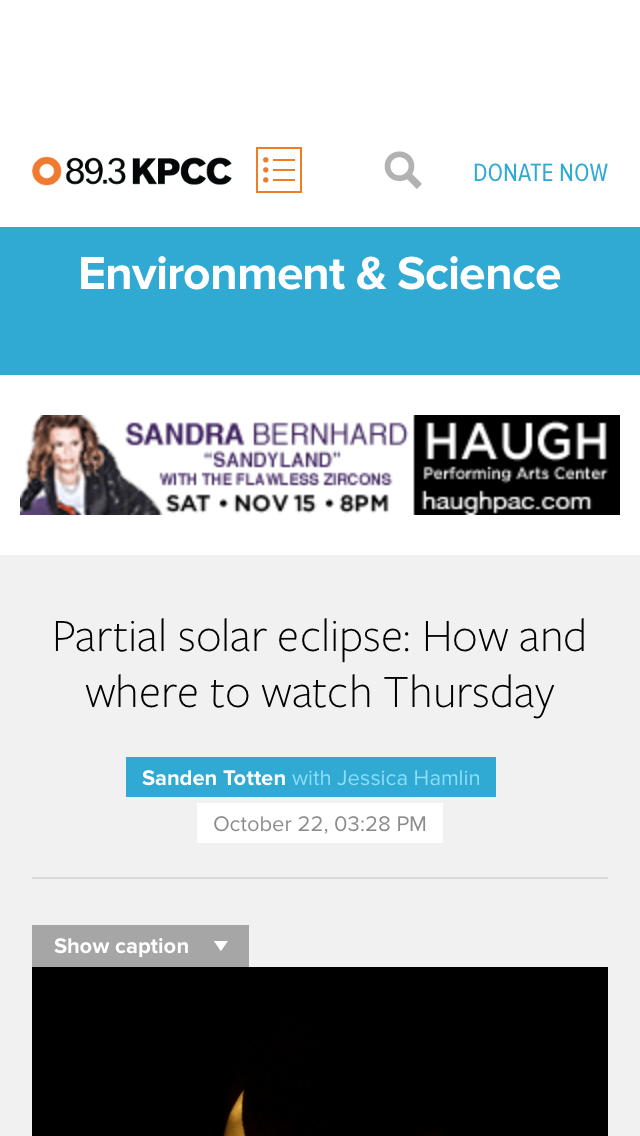 89.3 KPCC
DONATE NOW
Environment & Science
SANDRA BERNHARD
"SANDYLAND"
WITH THE FLAWLESS ZIRCONS
SAT • NOV 15 • 8PM
HAUGH
Performing Arts Center
haughpac.com
Partial solar eclipse: How and
where to watch Thursday
Sanden Totten with Jessica Hamlin
October 22, 03:28 PM
Show caption